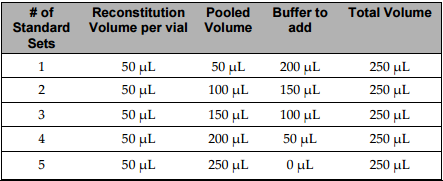 # of Standard Sets Reconstitution Volume per vial Pooled Volume Buffer to add Total Volume
1 50 µL 50 µL 200 µL 250 µL
2 50 µL 100 µL 150 µL 250 µL
3 50 µL 150 µL 100 µL 250 µL
4 50 µL 200 µL 50 µL 250 µL
5 50 µL 250 µL 0 µL 250 µL